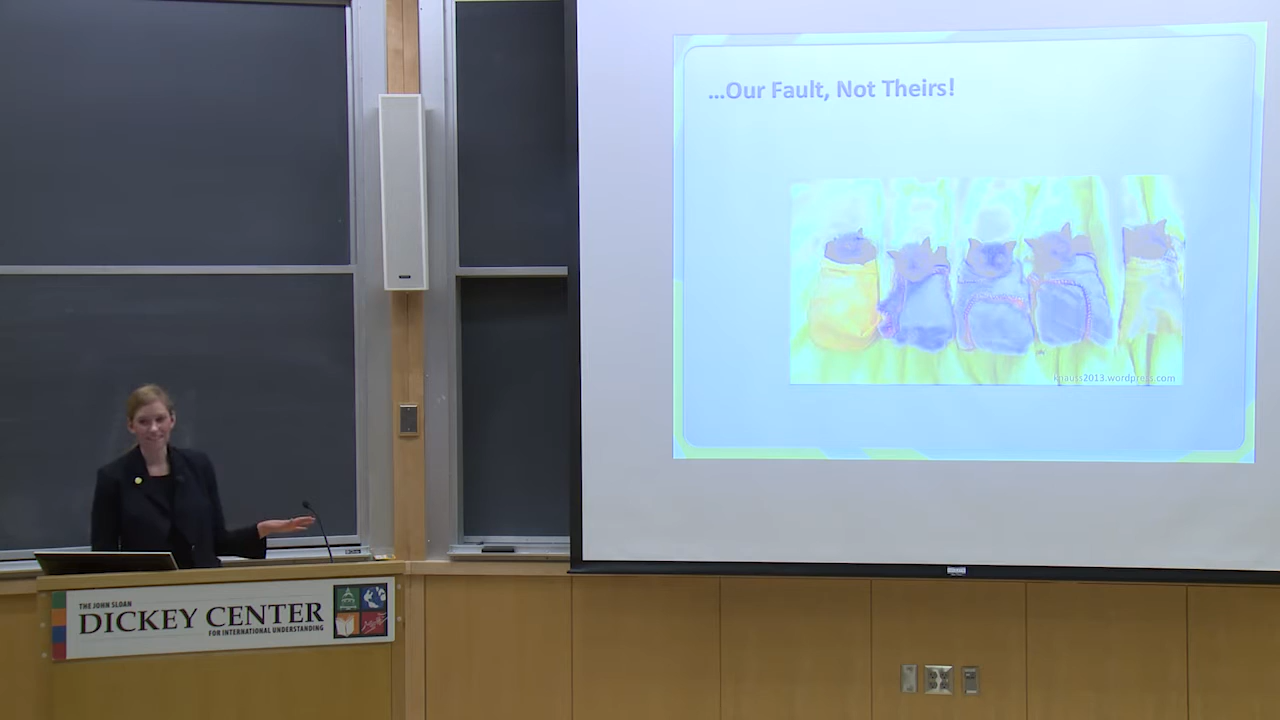 ...Our Fault, Not Theirs!
knauss2013.wordpress.com
THE JOHN SLOAN
DICKEY CENTER
FOR INTERNATIONAL UNDERSTANDING